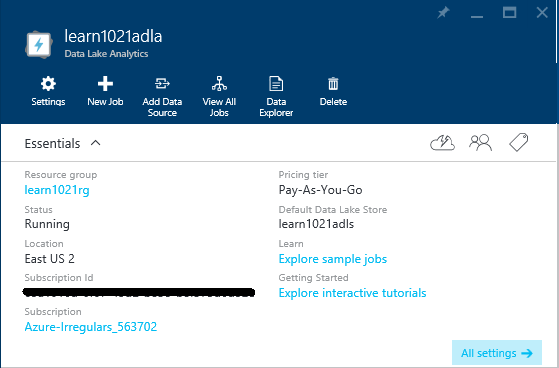 learn1021adla
Data Lake Analytics
Settings
New Job
Add Data
Source
View All
Jobs
Data
Explorer
Delete
Essentials
Resource group
learn1021rg
Status
Running
Location
East US 2
Subscription Id
Subscription
Azure-Irregulars_563702
Pricing tier
Pay-As-You-Go
Default Data Lake Store
learn1021adls
Learn
Explore sample jobs
Getting Started
Explore interactive tutorials
All settings →